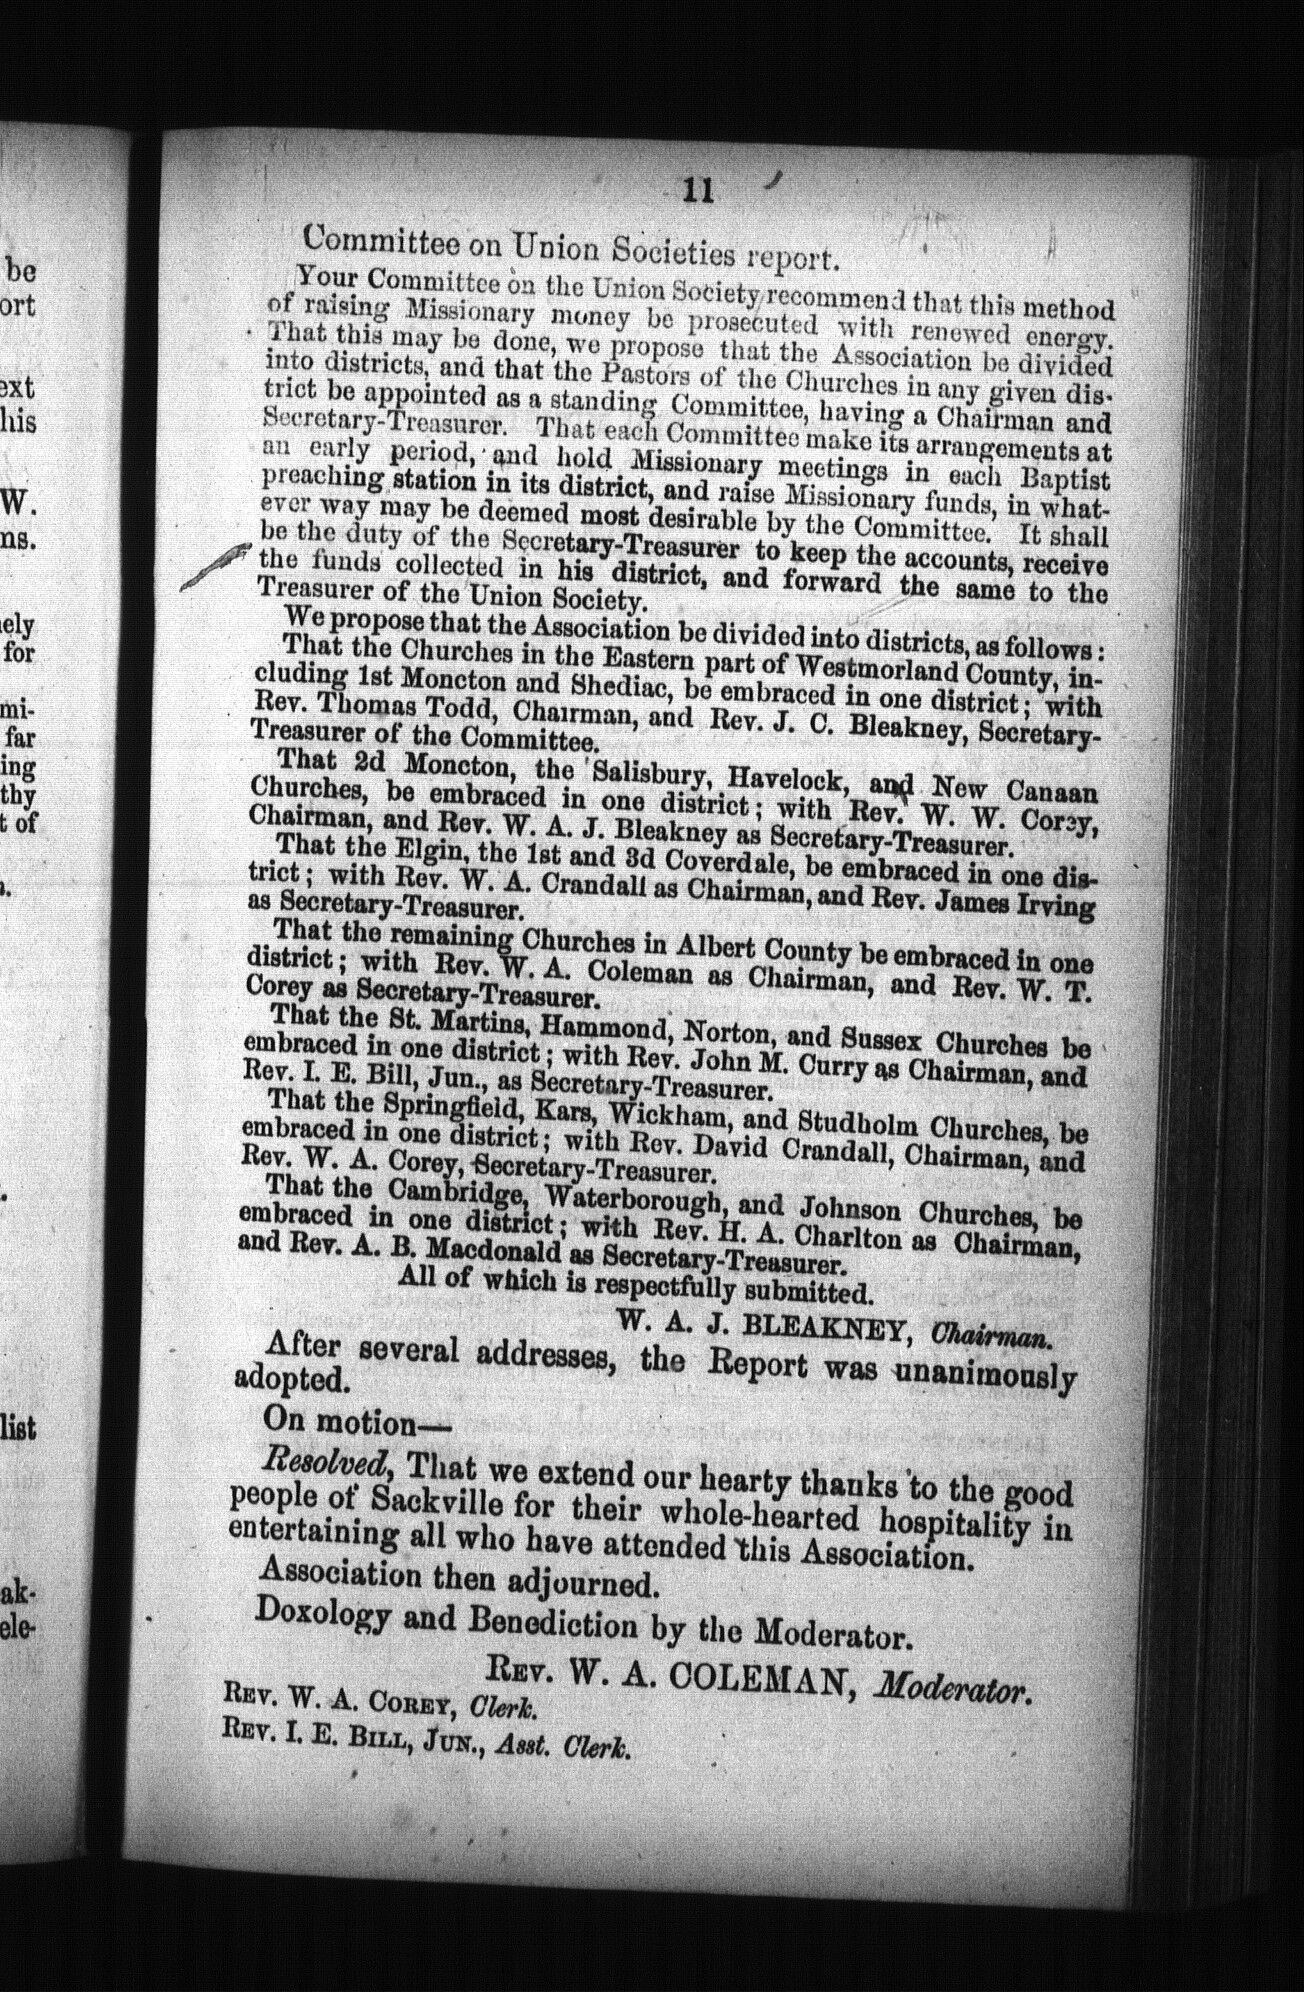 11
Committee on Union Societies report.
Your Committee on the Union Society recommend that this method
of raising Missionary money be prosecuted with renewed energy.
That this may be done, we propose that the Association be divided
into districts, and that the Pastors of the Churches in any given dis-
trict be appointed as a standing Committee, having a Chairman and
Secretary-Treasurer. That each Committee make its arrangements at
an early period, and hold Missionary meetings in each Baptist
preaching station in its district, and raise Missionary funds, in what-
ever way may be deemed most desirable by the Committee. It shall
be the duty of the Secretary-Treasurer to keep the accounts, receive
the funds collected in his district, and forward the same to the
Treasurer of the Union Society.
We propose that the Association be divided into districts, as follows:
That the Churches in the Eastern part of Westmorland County, in-
cluding 1st Moncton and Shediac, be embraced in one district; with
Rev. Thomas Todd, Chairman, and Rev. J. C. Bleakney, Secretary-
Treasurer of the Committee.
That 2d Moncton, the Salisbury, Havelock, and New Canaan
Churches, be embraced in one district; with Rev. W. W. Corey,
Chairman, and Rev. W. A. J. Bleakney as Secretary-Treasurer.
That the Elgin, the 1st and 3d Coverdale, be embraced in one dis-
trict; with Rev. W. A. Crandall as Chairman, and Rev. James Irving
as Secretary-Treasurer.
That the remaining Churches in Albert County be embraced in one
district; with Rev. W. A. Coleman as Chairman, and Rev. W. T.
Corey as Secretary-Treasurer.
That the St. Martins, Hammond, Norton, and Sussex Churches be
embraced in one district; with Rev. John M. Curry as Chairman, and
Rev. I. E. Bill, Jun., as Secretary-Treasurer.
That the Springfield, Kars, Wickham, and Studholm Churches, be
embraced in one district; with Rev. David Crandall, Chairman, and
Rev. W. A. Corey, Secretary-Treasurer.
That the Cambridge, Waterborough, and Johnson Churches, be
embraced in one district; with Rev. H. A. Charlton as Chairman,
and Rev. A. B. Macdonald as Secretary-Treasurer.
All of which is respectfully submitted.
W. A. J. BLEAKNEY, Chairman.
After several addresses, the Report was unanimously
adopted.
On motion—
Resolved, That we extend our hearty thanks to the good
people of Sackville for their whole-hearted hospitality in
entertaining all who have attended this Association.
Association then adjourned.
Doxology and Benediction by the Moderator.
REV. W. A. COLEMAN, Moderator.
REV. W. A. COREY, Clerk.
REV. I. E. BILL, JUN., Asst. Clerk.